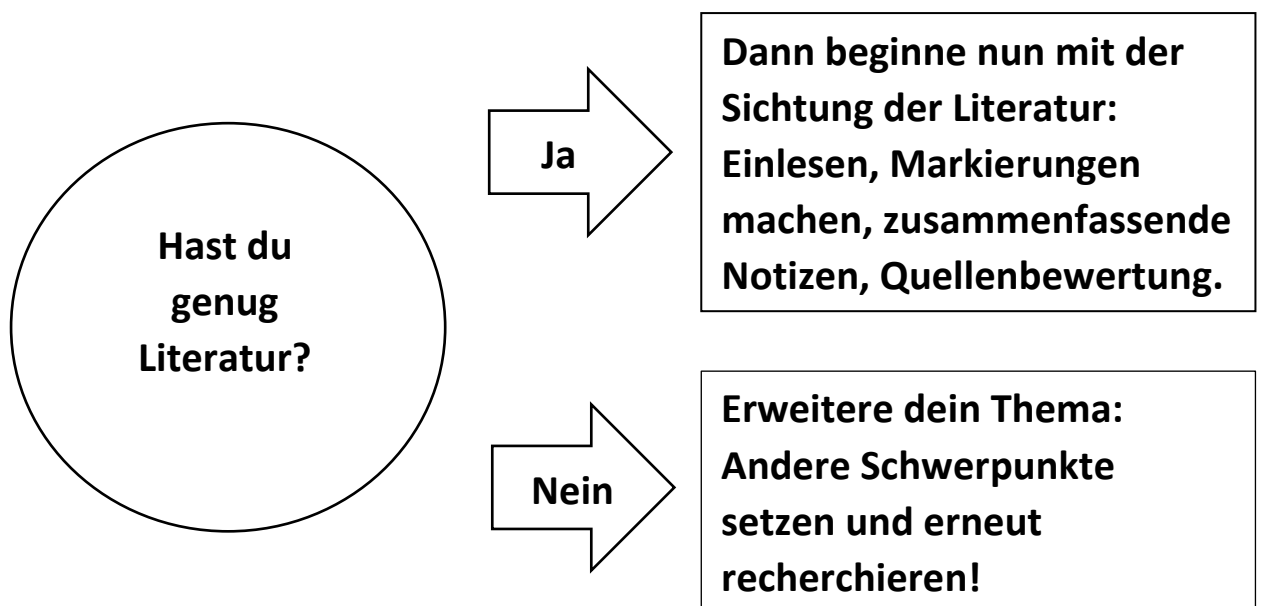 Hast du
genug
Literatur?
Ja
Dann beginne nun mit der
Sichtung der Literatur:
Einlesen, Markierungen
machen, zusammenfassende
Notizen, Quellenbewertung.
Nein
Erweitere dein Thema:
Andere Schwerpunkte
setzen und erneut
recherchieren!